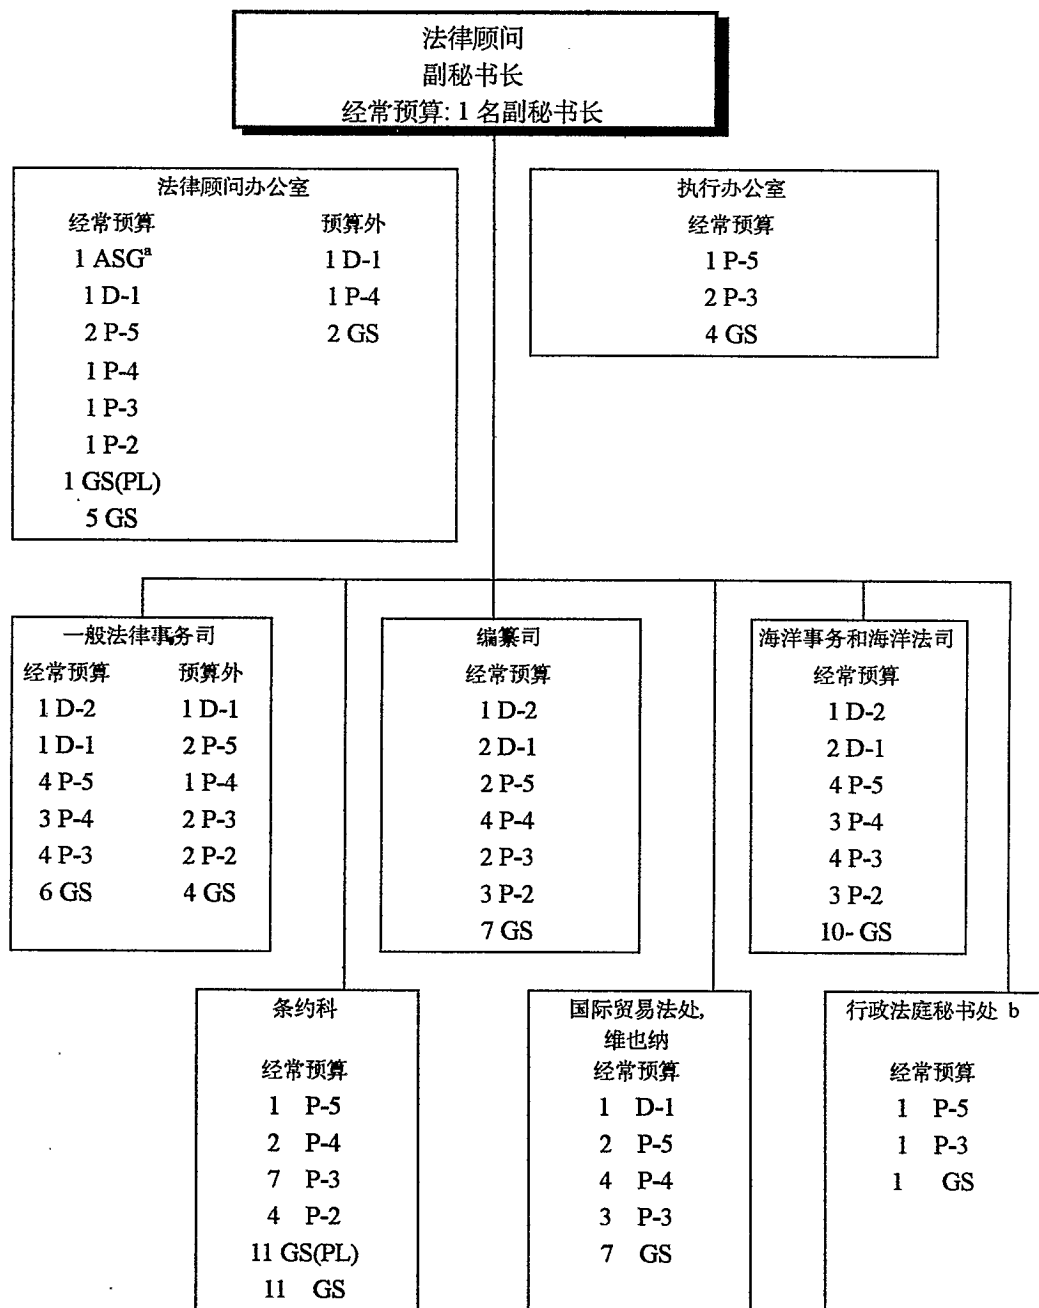 法律顾问
副秘书长
经常预算: 1 名副秘书长
法律顾问办公室
经常预算 预算外
1 ASGª 1 D-1
1 D-1 1 P-4
2 P-5 2 GS
1 P-4
1 P-3
1 P-2
1 GS(PL)
5 GS
执行办公室
经常预算
1 P-5
2 P-3
4 GS
一般法律事务司
经常预算 预算外
1 D-2 1 D-1
1 D-1 2 P-5
4 P-5 1 P-4
3 P-4 2 P-3
4 P-3 2 P-2
6 GS 4 GS
编纂司
经常预算
1 D-2
2 D-1
2 P-5
4 P-4
2 P-3
3 P-2
7 GS
海洋事务和海洋法司
经常预算
1 D-2
2 D-1
4 P-5
3 P-4
4 P-3
3 P-2
10- GS
条约科
经常预算
1 P-5
2 P-4
7 P-3
4 P-2
11 GS(PL)
11 GS
国际贸易法处,
维也纳
经常预算
1 D-1
2 P-5
4 P-4
3 P-3
7 GS
行政法庭秘书处 b
经常预算
1 P-5
1 P-3
1 GS